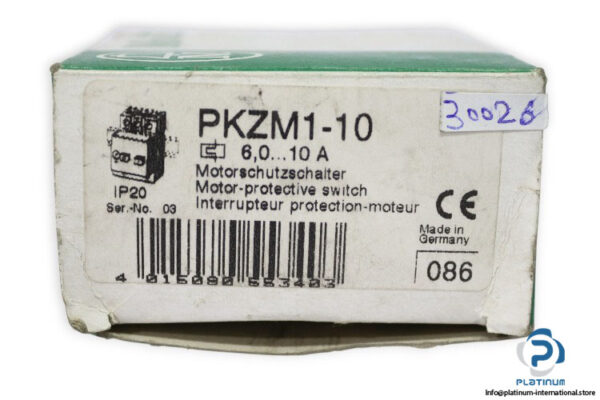 30026
PKZM1-10
6,0...10 A
Motorschutzschalter
Motor-protective switch
Interrupteur protection-moteur
IP20
Ser.-No. 03
CE
Made in
Germany
086
4 015080 663403
PLATINUM
Info@platinum-international.store